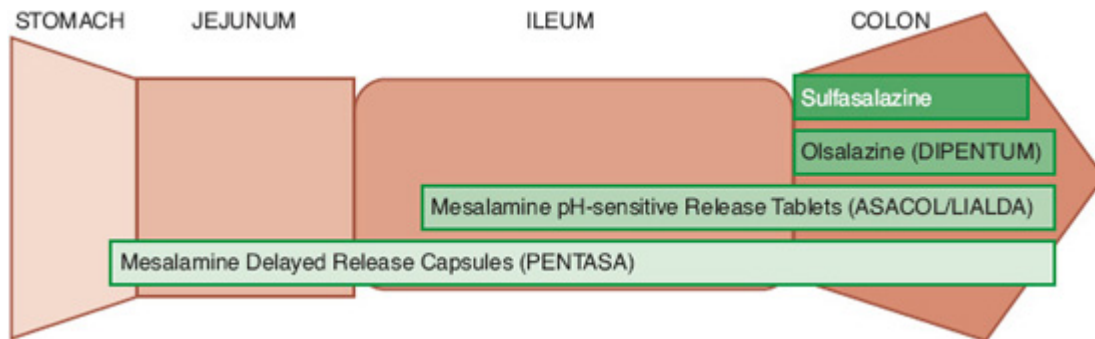 STOMACH JEJUNUM ILEUM COLON
Sulfasalazine
Olsalazine (DIPENTUM)
Mesalamine pH-sensitive Release Tablets (ASACOL/LIALDA)
Mesalamine Delayed Release Capsules (PENTASA)